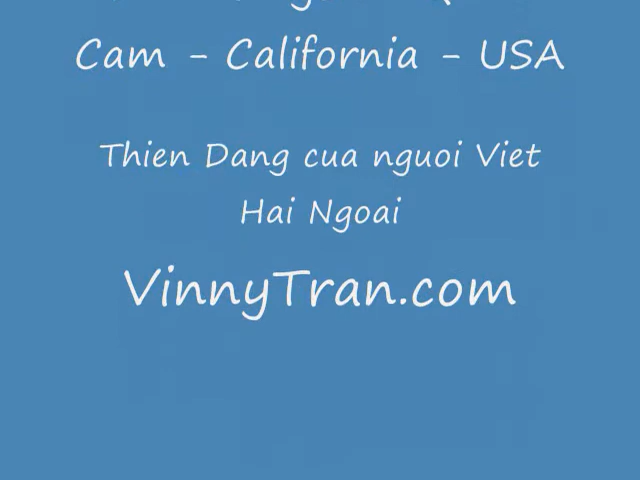 Cam - California - USA
Thien Dang cua nguoi Viet
Hai Ngoai
VinnyTran.com